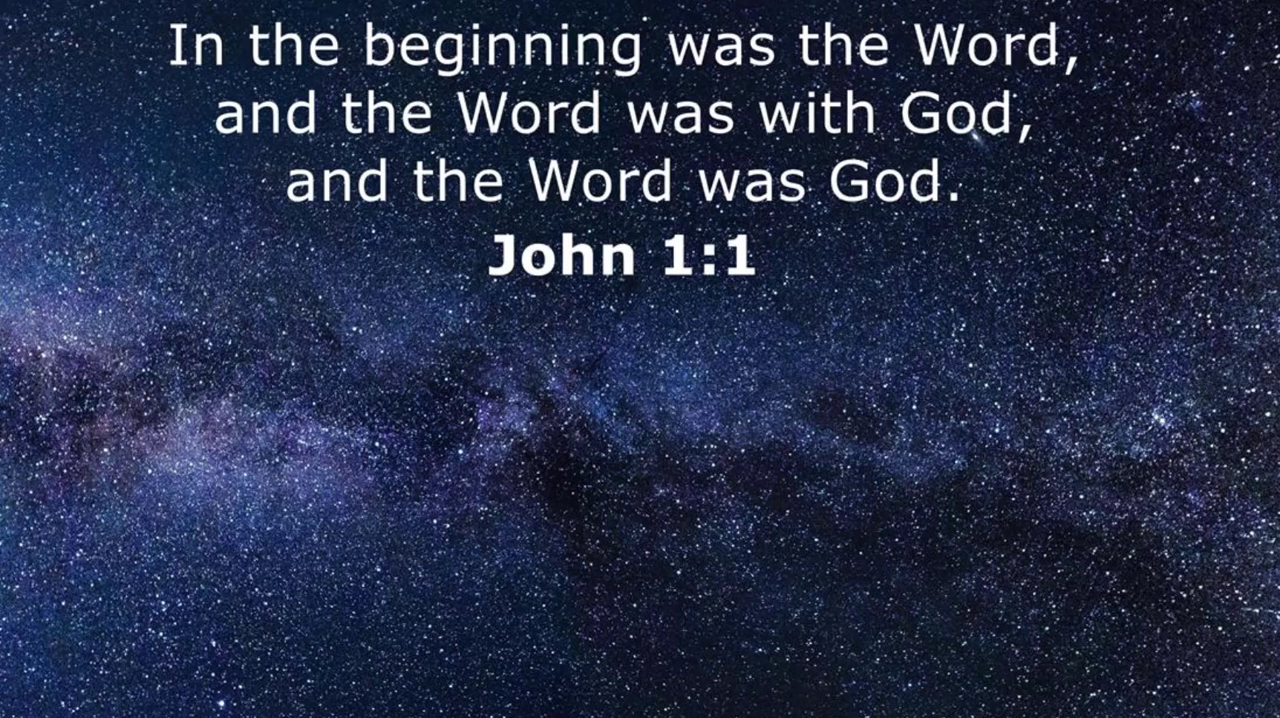 In the beginning was the Word,
and the Word was with God,
and the Word was God.
John 1:1